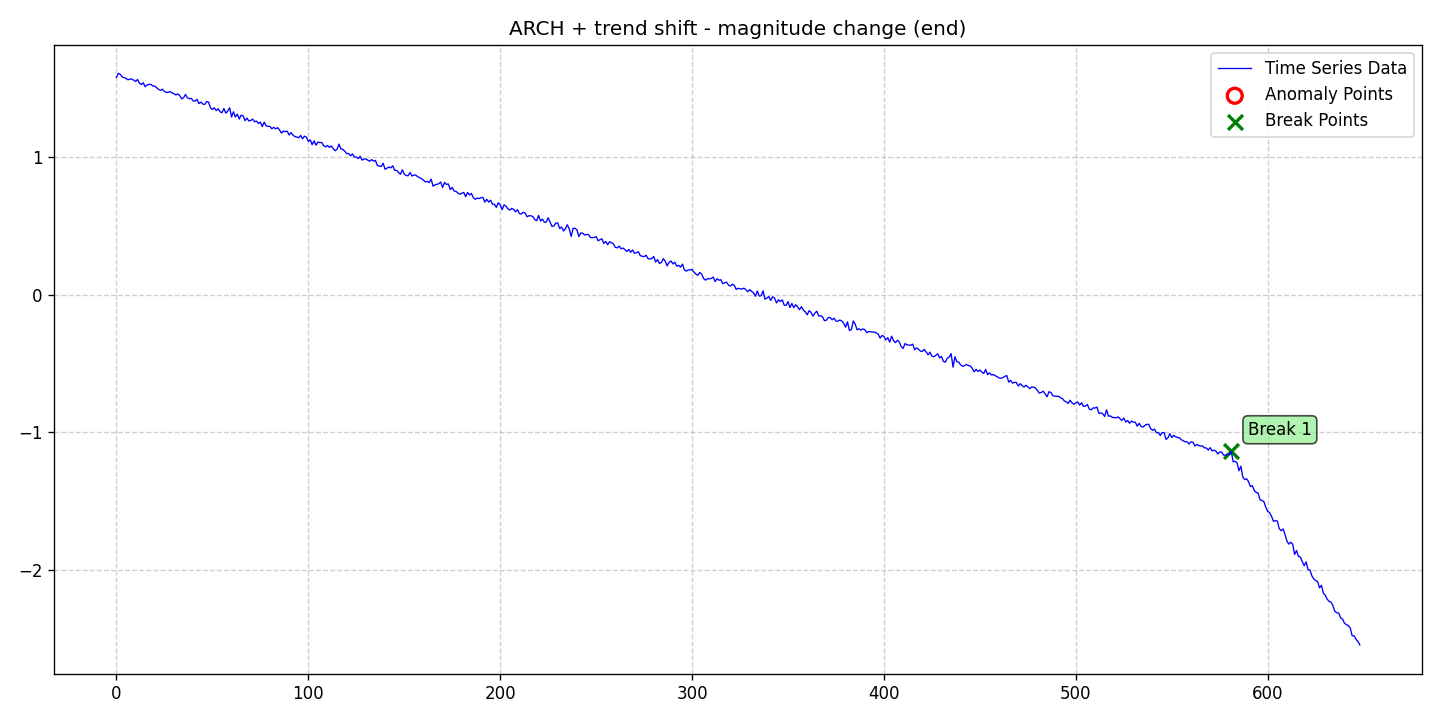 ARCH + trend shift - magnitude change (end)
Time Series Data
Anomaly Points
Break Points
1
0
−1
−2
Break 1
0 100 200 300 400 500 600